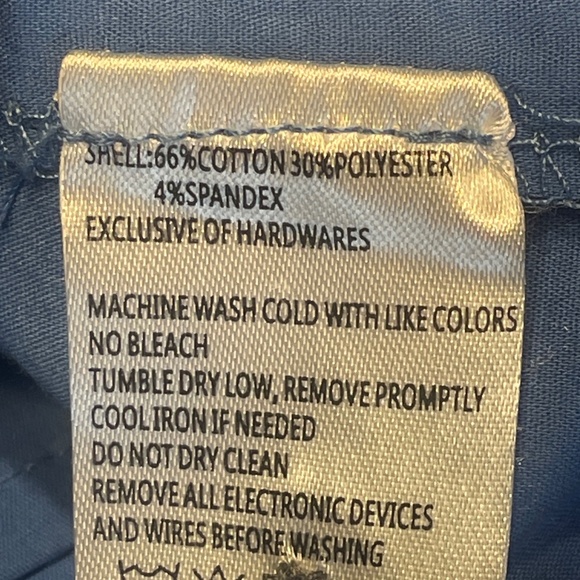 SHELL:66%COTTON 30%POLYESTER
4%SPANDEX
EXCLUSIVE OF HARDWARES
MACHINE WASH COLD WITH LIKE COLORS
NO BLEACH
TUMBLE DRY LOW, REMOVE PROMPTLY
COOL IRON IF NEEDED
DO NOT DRY CLEAN
REMOVE ALL ELECTRONIC DEVICES
AND WIRES BEFORE WASHING